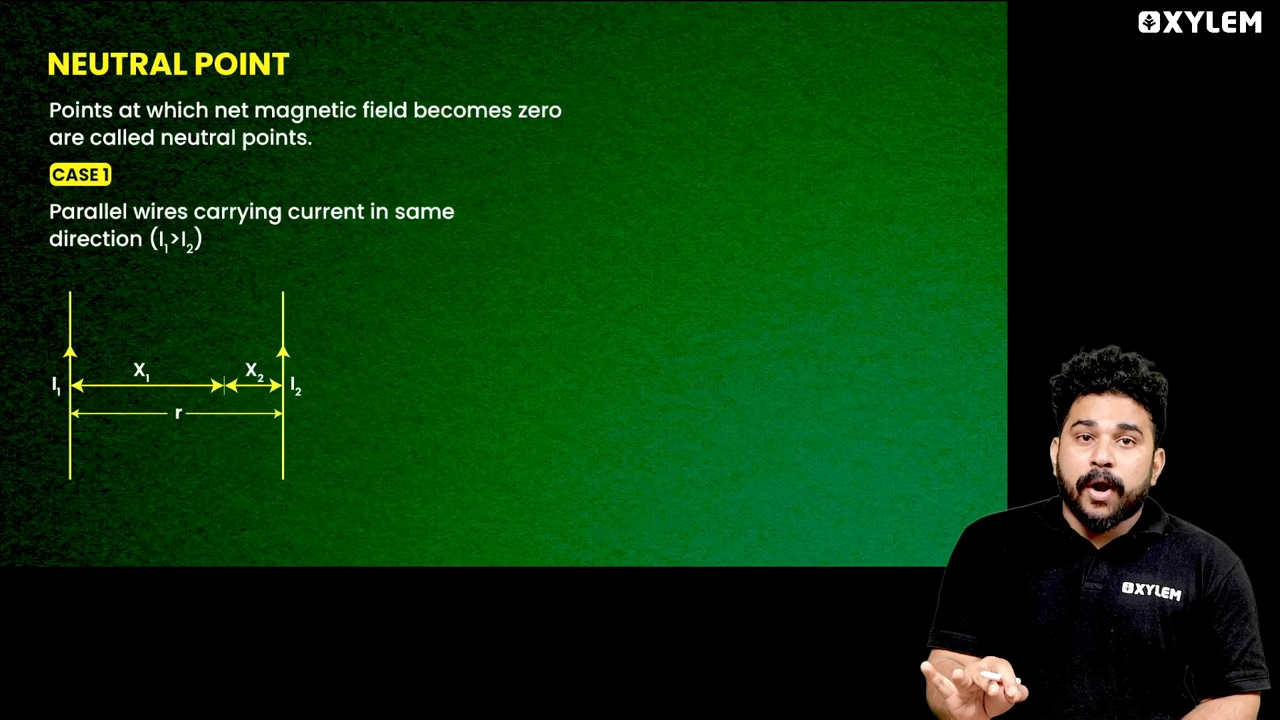 XYLEM
NEUTRAL POINT
Points at which net magnetic field becomes zero
are called neutral points.
CASE 1
Parallel wires carrying current in same
direction (I₁>I₂)
I₁ X₁ X₂ I₂
r
XYLEM